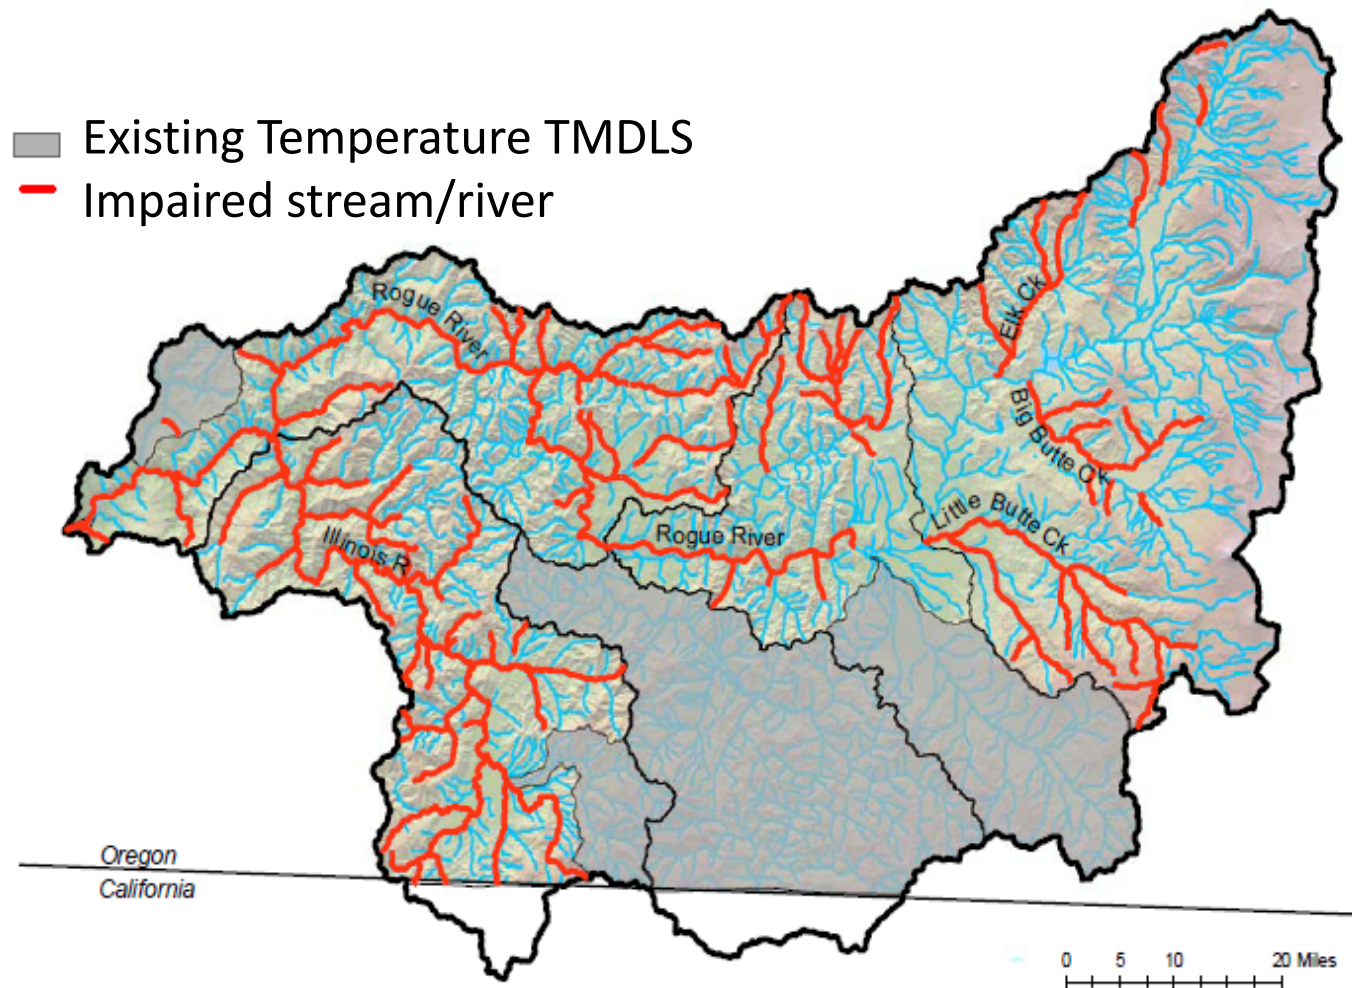 Existing Temperature TMDLS
Impaired stream/river
Rogue River
Elk Ck
Big Butte Ck
Little Butte Ck
Rogue River
Illinois R
Oregon
California
0 5 10 20 Miles